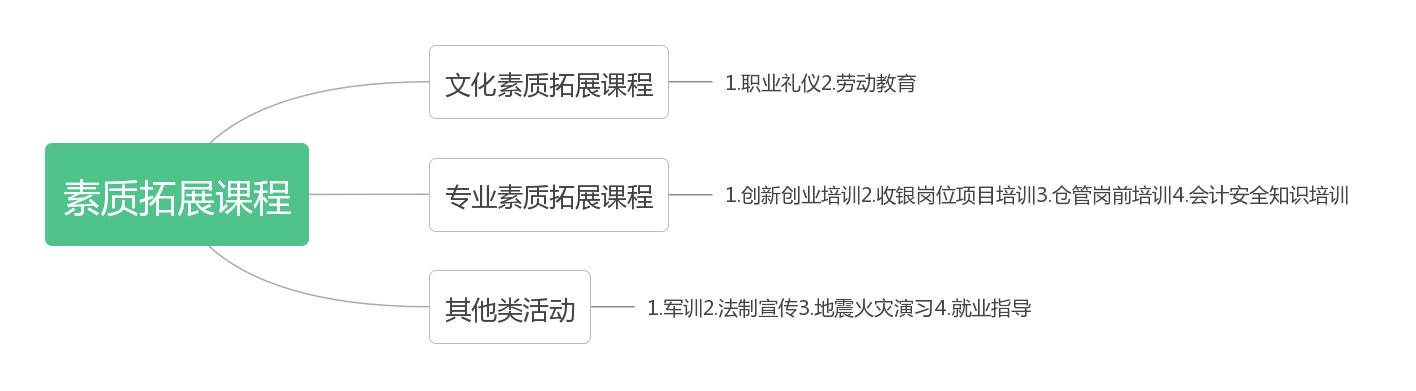 素质拓展课程
文化素质拓展课程
1.职业礼仪2.劳动教育
专业素质拓展课程
1.创新创业培训2.收银岗位项目培训3.仓管岗前培训4.会计安全知识培训
其他类活动
1.军训2.法制宣传3.地震火灾演习4.就业指导